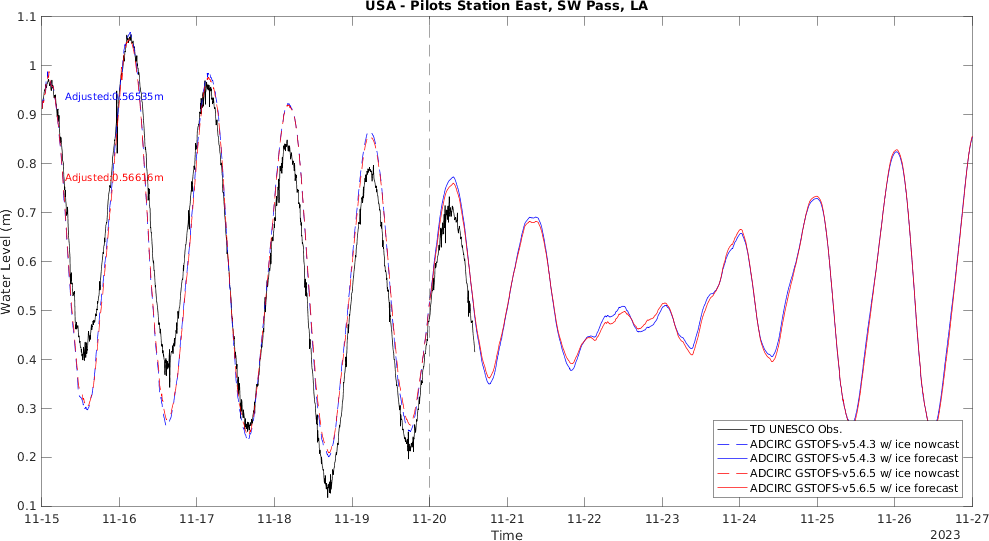 USA - Pilots Station East, SW Pass, LA
1.1
1
0.9
0.8
0.7
0.6
0.5
0.4
0.3
0.2
0.1
Water Level (m)
Adjusted:0.56535m
Adjusted:0.56616m
TD UNESCO Obs.
ADCIRC GSTOFS-v5.4.3 w/ ice nowcast
ADCIRC GSTOFS-v5.4.3 w/ ice forecast
ADCIRC GSTOFS-v5.6.5 w/ ice nowcast
ADCIRC GSTOFS-v5.6.5 w/ ice forecast
11-15 11-16 11-17 11-18 11-19 11-20 11-21 11-22 11-23 11-24 11-25 11-26 11-27
Time
2023